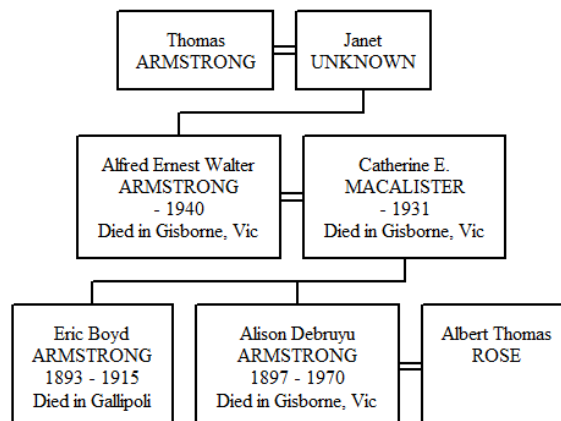 Thomas
ARMSTRONG
Janet
UNKNOWN
Alfred Ernest Walter
ARMSTRONG
- 1940
Died in Gisborne, Vic
Catherine E.
MACALISTER
- 1931
Died in Gisborne, Vic
Eric Boyd
ARMSTRONG
1893 - 1915
Died in Gallipoli
Alison Debruyu
ARMSTRONG
1897 - 1970
Died in Gisborne, Vic
Albert Thomas
ROSE